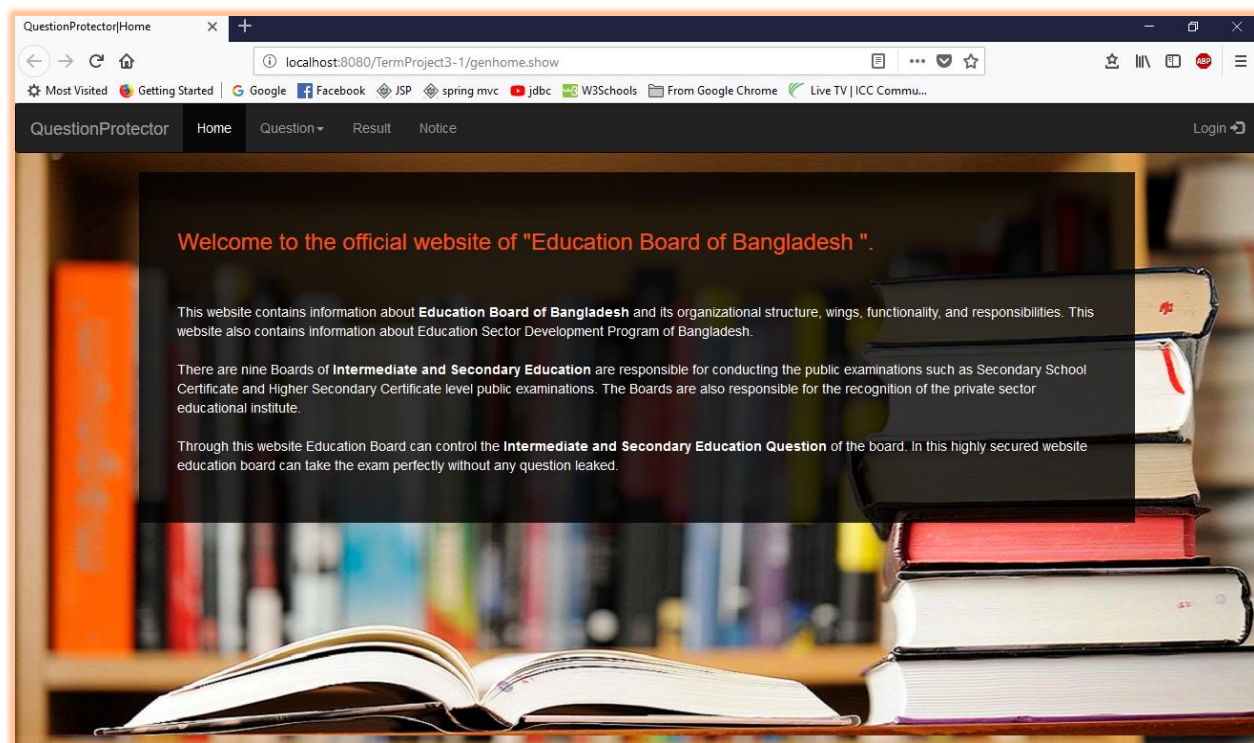 QuestionProtector|Home
localhost:8080/TermProject3-1/genhome.show
Most Visited Getting Started Google Facebook JSP spring mvc jdbc W3Schools From Google Chrome Live TV | ICC Commu...
QuestionProtector Home Question Result Notice Login
Welcome to the official website of "Education Board of Bangladesh ".
This website contains information about Education Board of Bangladesh and its organizational structure, wings, functionality, and responsibilities. This
website also contains information about Education Sector Development Program of Bangladesh.
There are nine Boards of Intermediate and Secondary Education are responsible for conducting the public examinations such as Secondary School
Certificate and Higher Secondary Certificate level public examinations. The Boards are also responsible for the recognition of the private sector
educational institute.
Through this website Education Board can control the Intermediate and Secondary Education Question of the board. In this highly secured website
education board can take the exam perfectly without any question leaked.